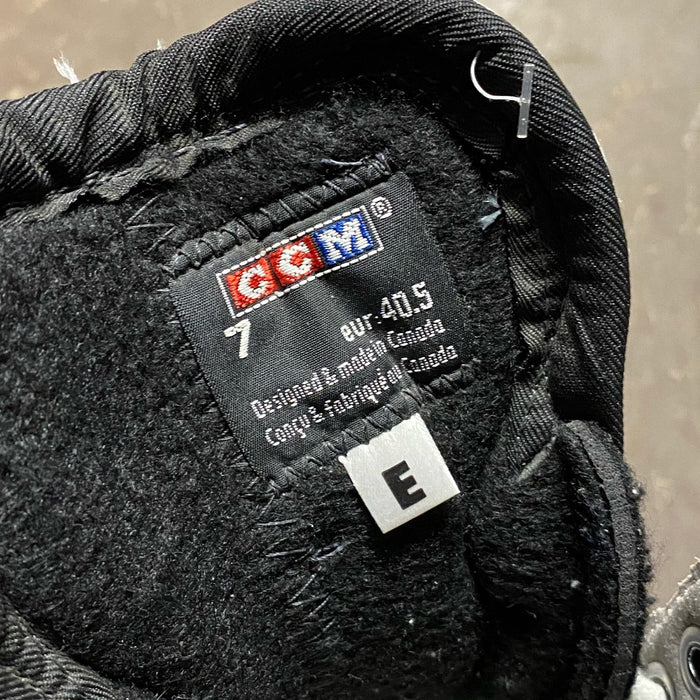 CCM®
7 eur. 40.5
Designed & made in Canada
Conçu & fabriqué au Canada
E